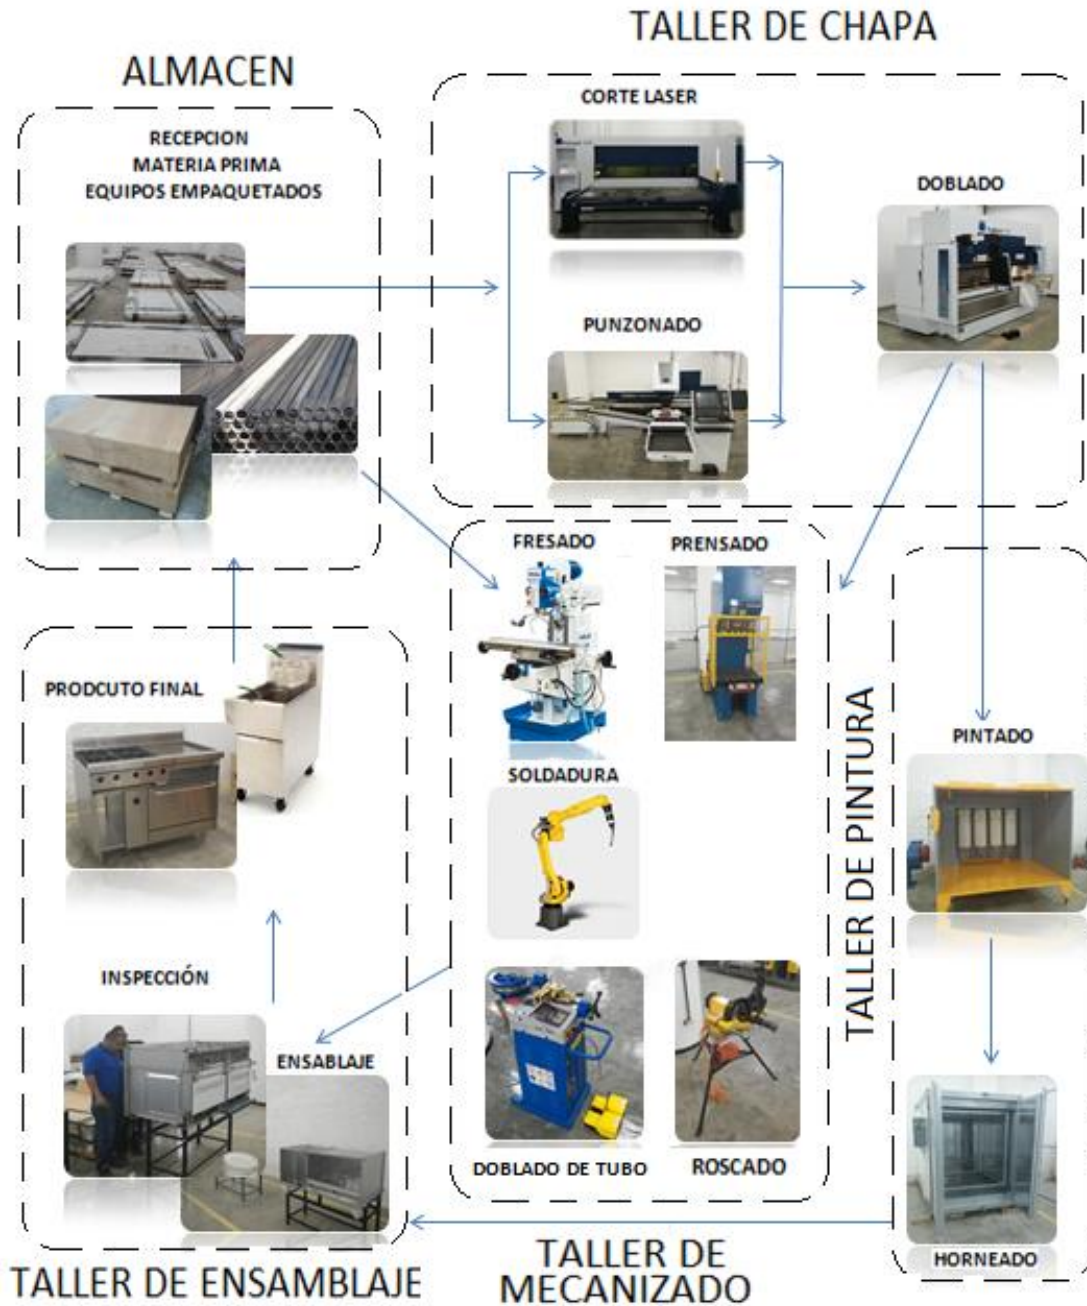 TALLER DE CHAPA
ALMACEN
RECEPCION
MATERIA PRIMA
EQUIPOS EMPAQUETADOS
CORTE LASER
DOBLADO
PUNZONADO
FRESADO
PRENSADO
PRODCUTO FINAL
SOLDADURA
TALLER DE PINTURA
PINTADO
INSPECCIÓN
ENSABLAJE
DOBLADO DE TUBO
ROSCADO
HORNEADO
TALLER DE ENSAMBLAJE
TALLER DE
MECANIZADO